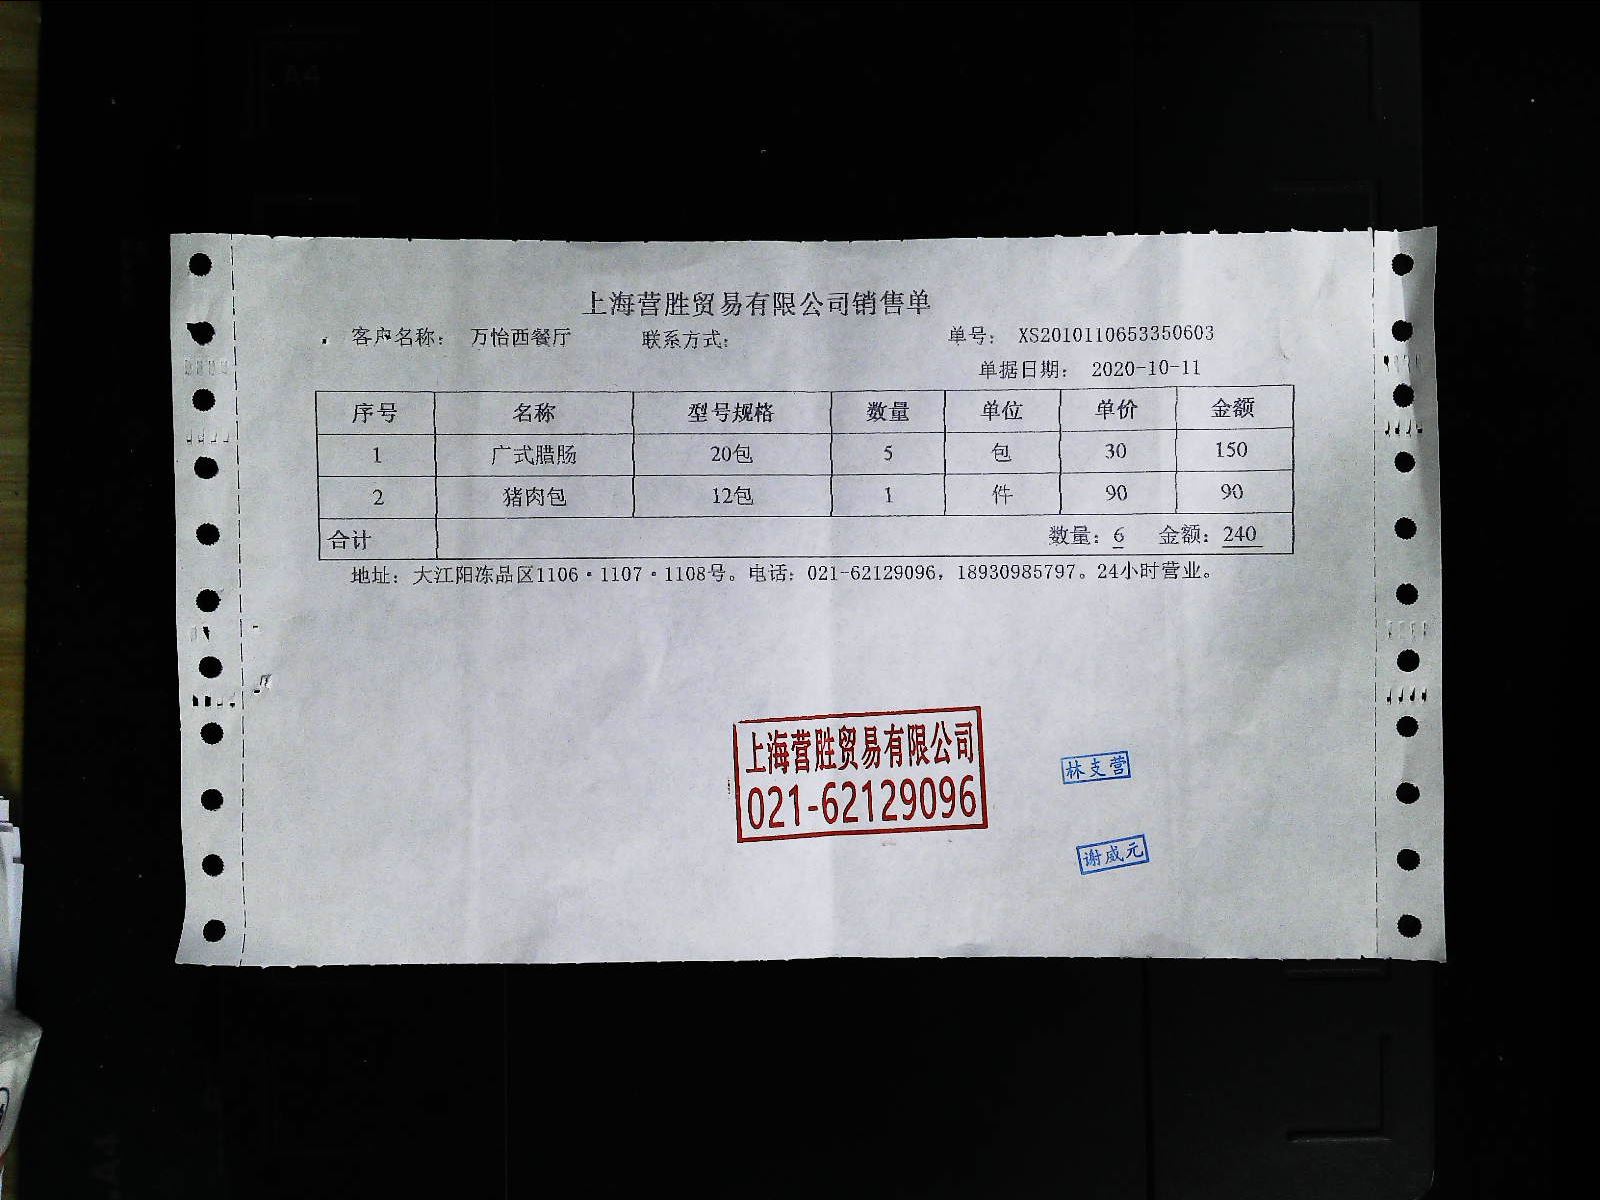 上海营胜贸易有限公司销售单
客户名称： 万怡西餐厅 联系方式： 单号： XS2010110653350603
单据日期： 2020-10-11
序号 名称 型号规格 数量 单位 单价 金额
1 广式腊肠 20包 5 包 30 150
2 猪肉包 12包 1 件 90 90
合计 数量：6 金额：240
地址：大江阳冻品区1106·1107·1108号。电话：021-62129096，18930985797。24小时营业。
上海营胜贸易有限公司
021-62129096
林支营
谢威元
A4
A4